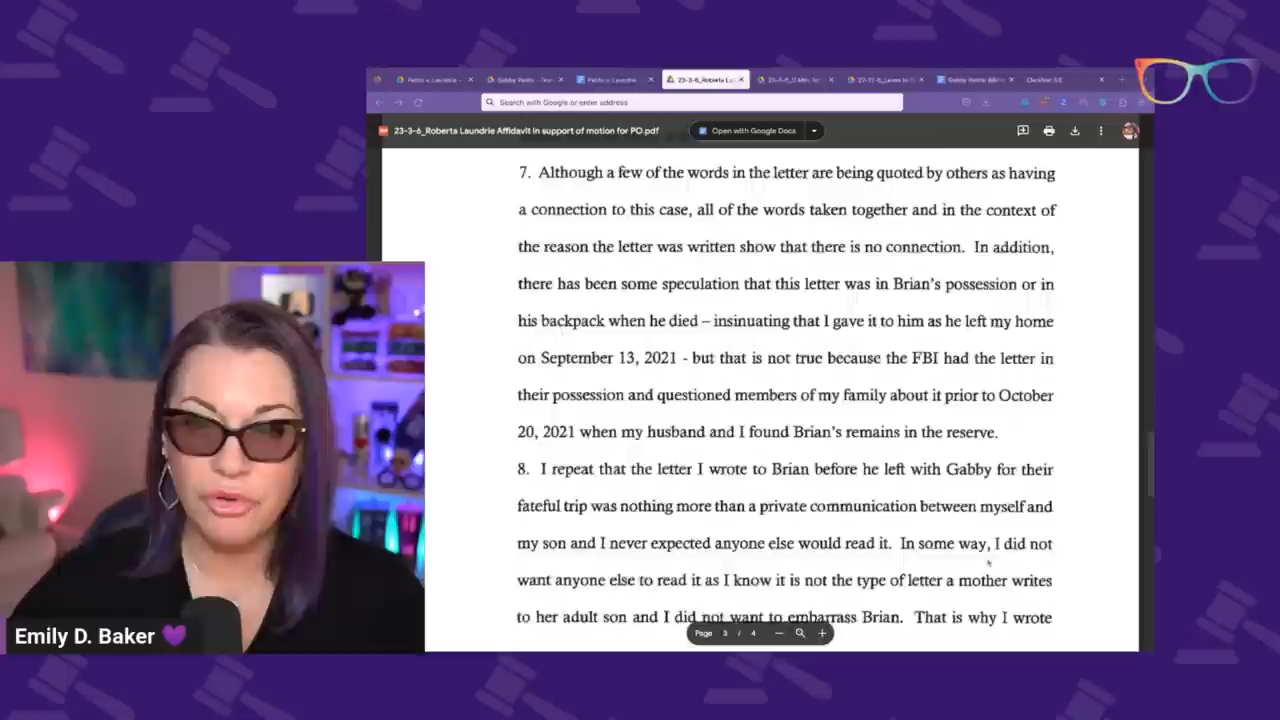 Search with Google or enter address
23-3-6_Roberta Laundrie Affidavit in support of motion for PO.pdf
Open with Google Docs
7. Although a few of the words in the letter are being quoted by others as having
a connection to this case, all of the words taken together and in the context of
the reason the letter was written show that there is no connection. In addition,
there has been some speculation that this letter was in Brian’s possession or in
his backpack when he died – insinuating that I gave it to him as he left my home
on September 13, 2021 - but that is not true because the FBI had the letter in
their possession and questioned members of my family about it prior to October
20, 2021 when my husband and I found Brian’s remains in the reserve.
8. I repeat that the letter I wrote to Brian before he left with Gabby for their
fateful trip was nothing more than a private communication between myself and
my son and I never expected anyone else would read it. In some way, I did not
want anyone else to read it as I know it is not the type of letter a mother writes
to her adult son and I did not want to embarrass Brian. That is why I wrote
Page 3 / 4
Emily D. Baker 💜